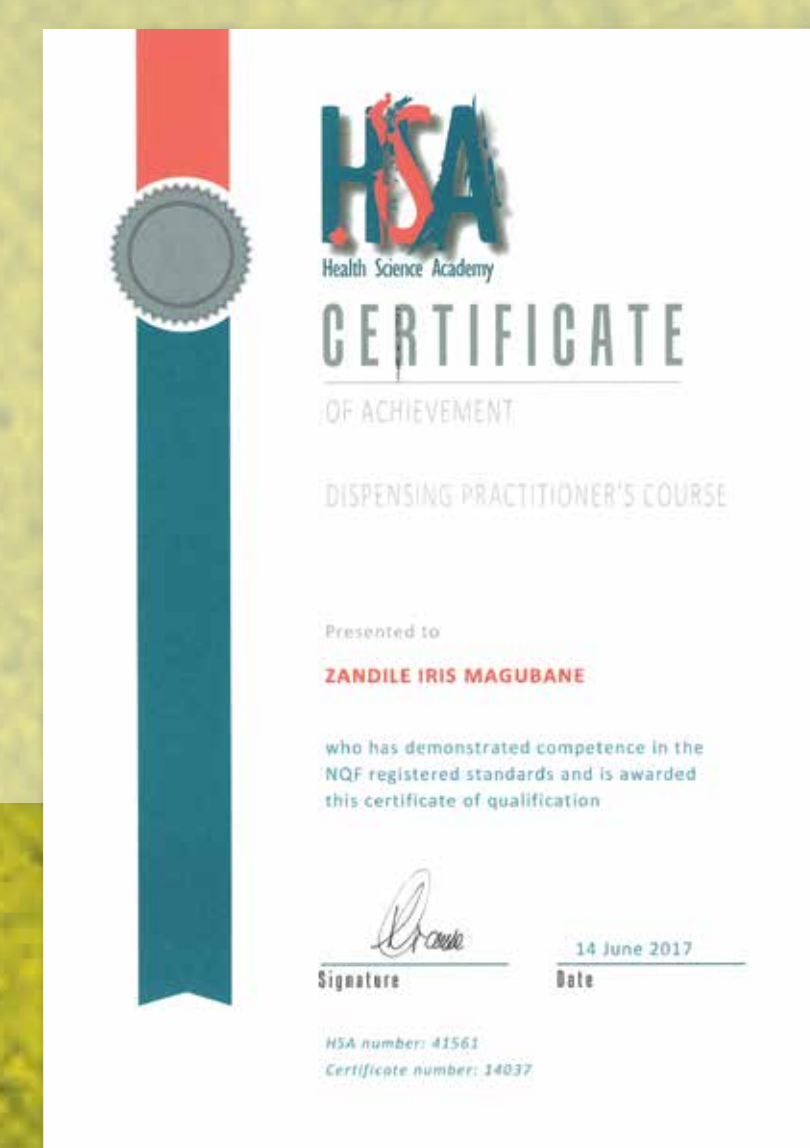 HSA
Health Science Academy
CERTIFICATE
OF ACHIEVEMENT
DISPENSING PRACTITIONER'S COURSE
Presented to
ZANDILE IRIS MAGUBANE
who has demonstrated competence in the
NQF registered standards and is awarded
this certificate of qualification
14 June 2017
Signature Date
HSA number: 41561
Certificate number: 14037